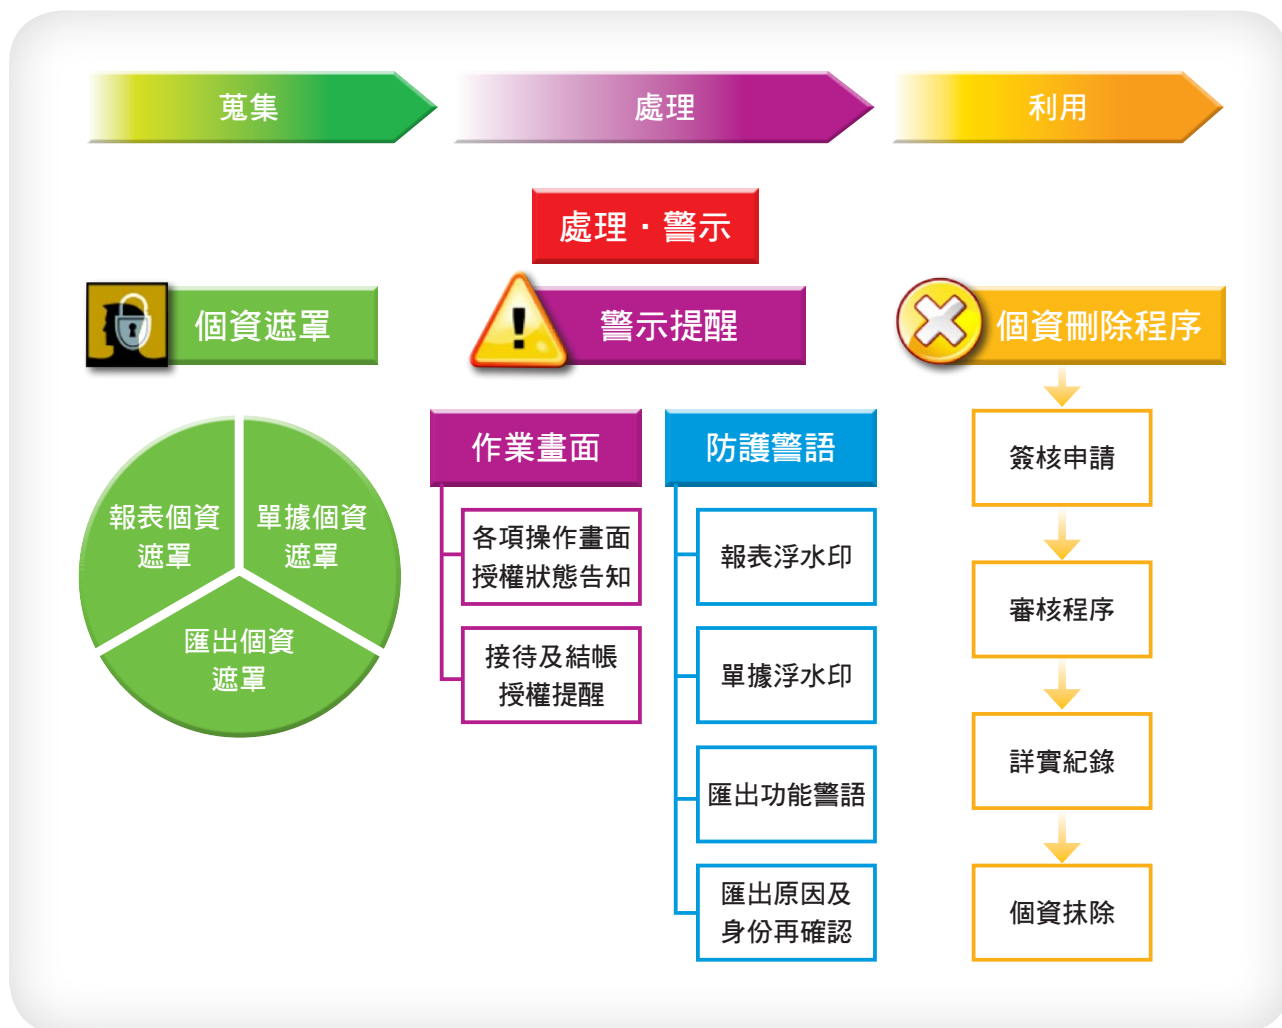 蒐集
處理
利用
處理・警示
個資遮罩
警示提醒
個資刪除程序
報表個資
遮罩
單據個資
遮罩
匯出個資
遮罩
作業畫面
各項操作畫面
授權狀態告知
接待及結帳
授權提醒
防護警語
報表浮水印
單據浮水印
匯出功能警語
匯出原因及
身份再確認
簽核申請
審核程序
詳實紀錄
個資抹除